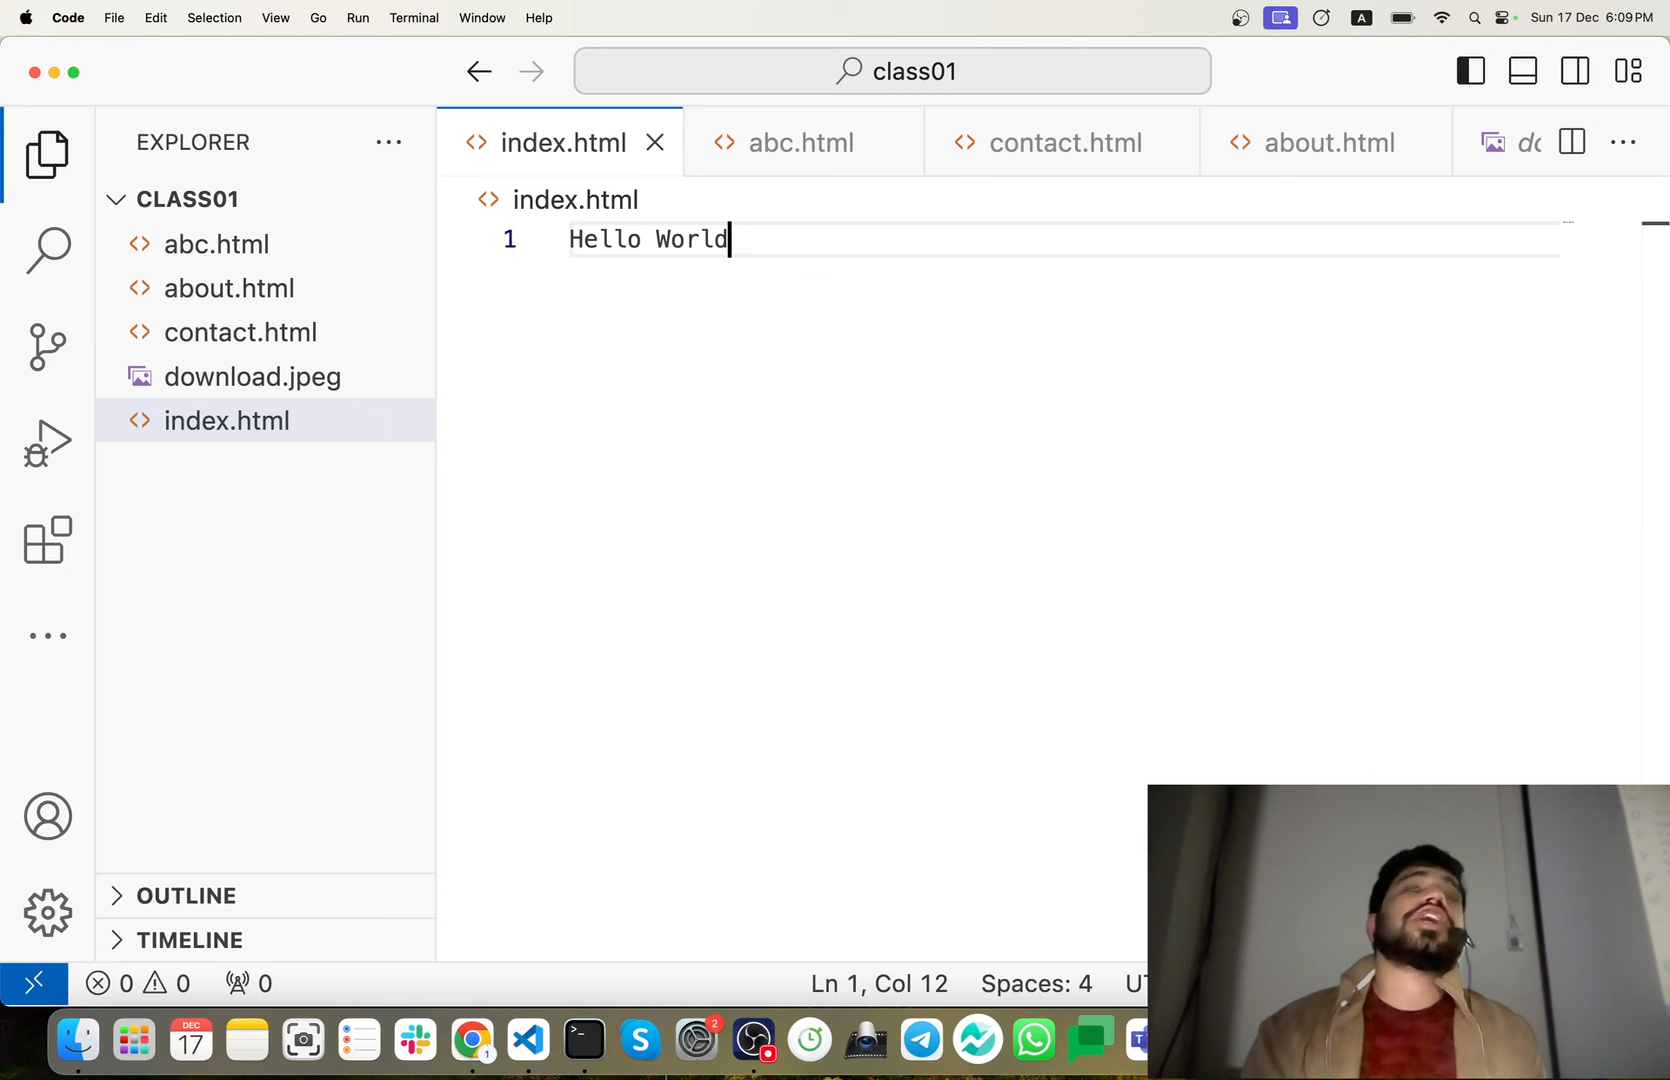 Code File Edit Selection View Go Run Terminal Window Help A Sun 17 Dec 6:09 PM
class01
EXPLORER
CLASS01
abc.html
about.html
contact.html
download.jpeg
index.html
OUTLINE
TIMELINE
index.html abc.html contact.html about.html
index.html
1 Hello World
0 0 0 Ln 1, Col 12 Spaces: 4
DEC
17
2
1